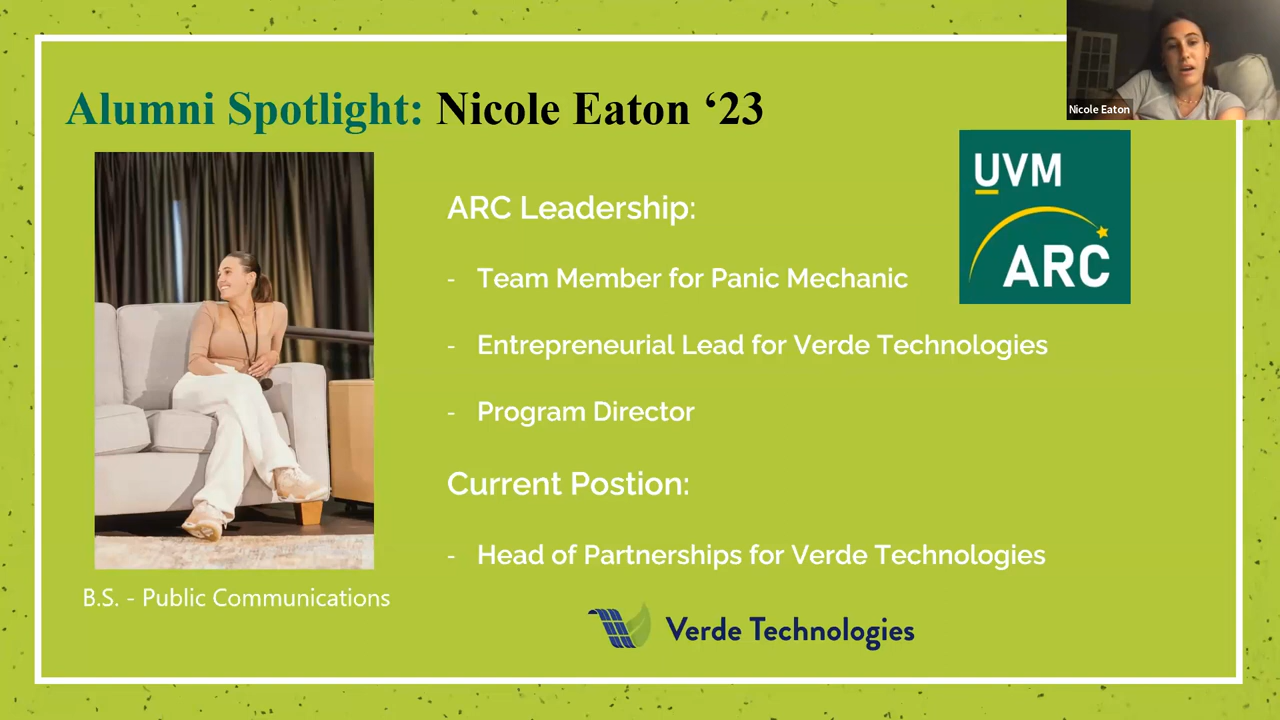 Alumni Spotlight: Nicole Eaton ‘23
Nicole Eaton
UVM
ARC
ARC Leadership:
- Team Member for Panic Mechanic
- Entrepreneurial Lead for Verde Technologies
- Program Director
Current Postion:
- Head of Partnerships for Verde Technologies
B.S. - Public Communications
Verde Technologies